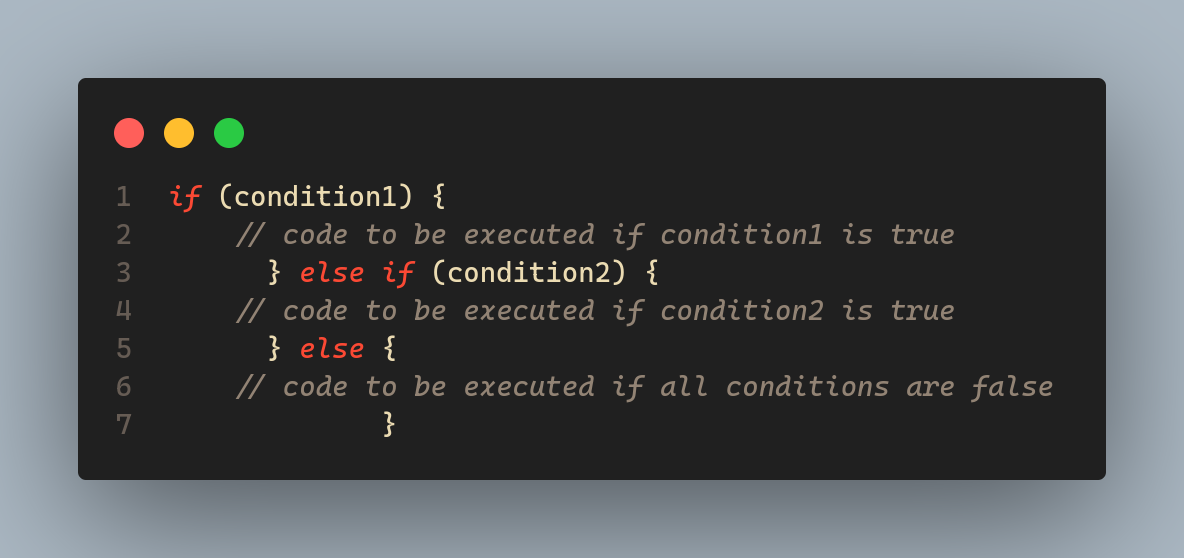 1  if (condition1) {
2      // code to be executed if condition1 is true
3        } else if (condition2) {
4      // code to be executed if condition2 is true
5        } else {
6      // code to be executed if all conditions are false
7               }